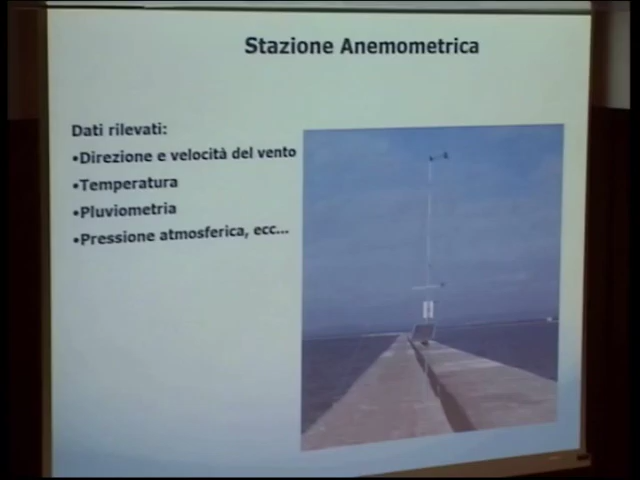 Stazione Anemometrica
Dati rilevati:
•Direzione e velocità del vento
•Temperatura
•Pluviometria
•Pressione atmosferica, ecc...